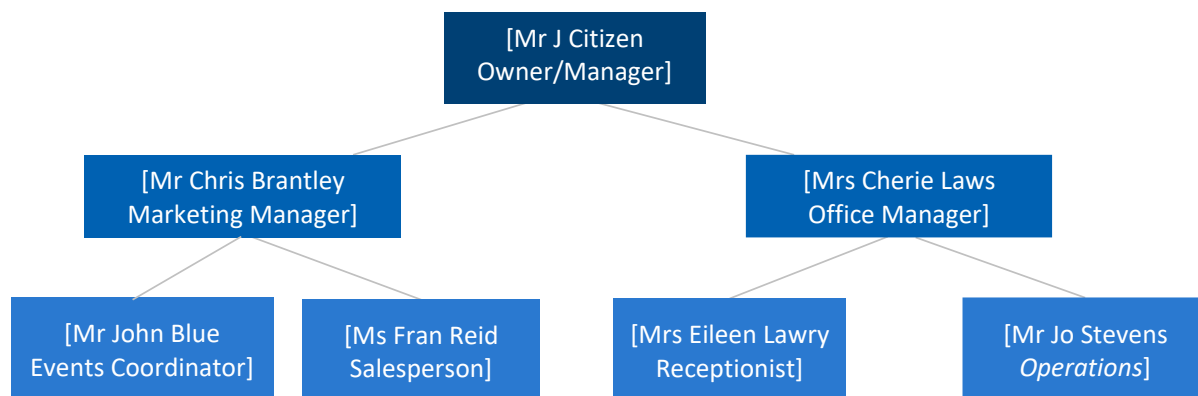 [Mr J Citizen
Owner/Manager]
[Mr Chris Brantley
Marketing Manager]
[Mrs Cherie Laws
Office Manager]
[Mr John Blue
Events Coordinator]
[Ms Fran Reid
Salesperson]
[Mrs Eileen Lawry
Receptionist]
[Mr Jo Stevens
Operations]